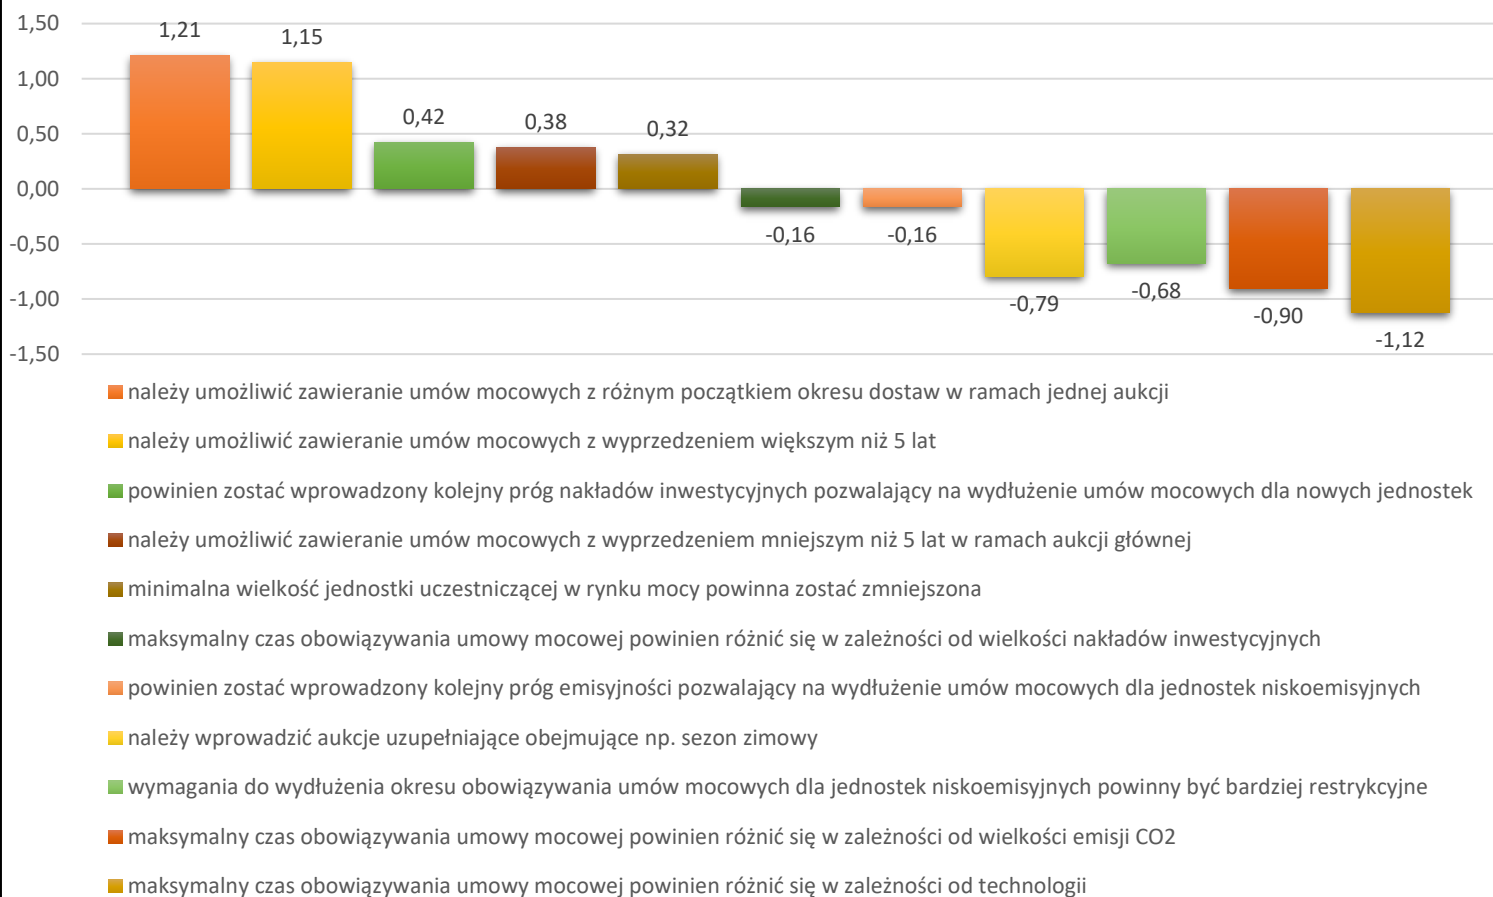 1,50
1,00
0,50
0,00
-0,50
-1,00
-1,50
1,21
1,15
0,42
0,38
0,32
-0,16
-0,16
-0,79
-0,68
-0,90
-1,12
należy umożliwić zawieranie umów mocowych z różnym początkiem okresu dostaw w ramach jednej aukcji
należy umożliwić zawieranie umów mocowych z wyprzedzeniem większym niż 5 lat
powinien zostać wprowadzony kolejny próg nakładów inwestycyjnych pozwalający na wydłużenie umów mocowych dla nowych jednostek
należy umożliwić zawieranie umów mocowych z wyprzedzeniem mniejszym niż 5 lat w ramach aukcji głównej
minimalna wielkość jednostki uczestniczącej w rynku mocy powinna zostać zmniejszona
maksymalny czas obowiązywania umowy mocowej powinien różnić się w zależności od wielkości nakładów inwestycyjnych
powinien zostać wprowadzony kolejny próg emisyjności pozwalający na wydłużenie umów mocowych dla jednostek niskoemisyjnych
należy wprowadzić aukcje uzupełniające obejmujące np. sezon zimowy
wymagania do wydłużenia okresu obowiązywania umów mocowych dla jednostek niskoemisyjnych powinny być bardziej restrykcyjne
maksymalny czas obowiązywania umowy mocowej powinien różnić się w zależności od wielkości emisji CO2
maksymalny czas obowiązywania umowy mocowej powinien różnić się w zależności od technologii